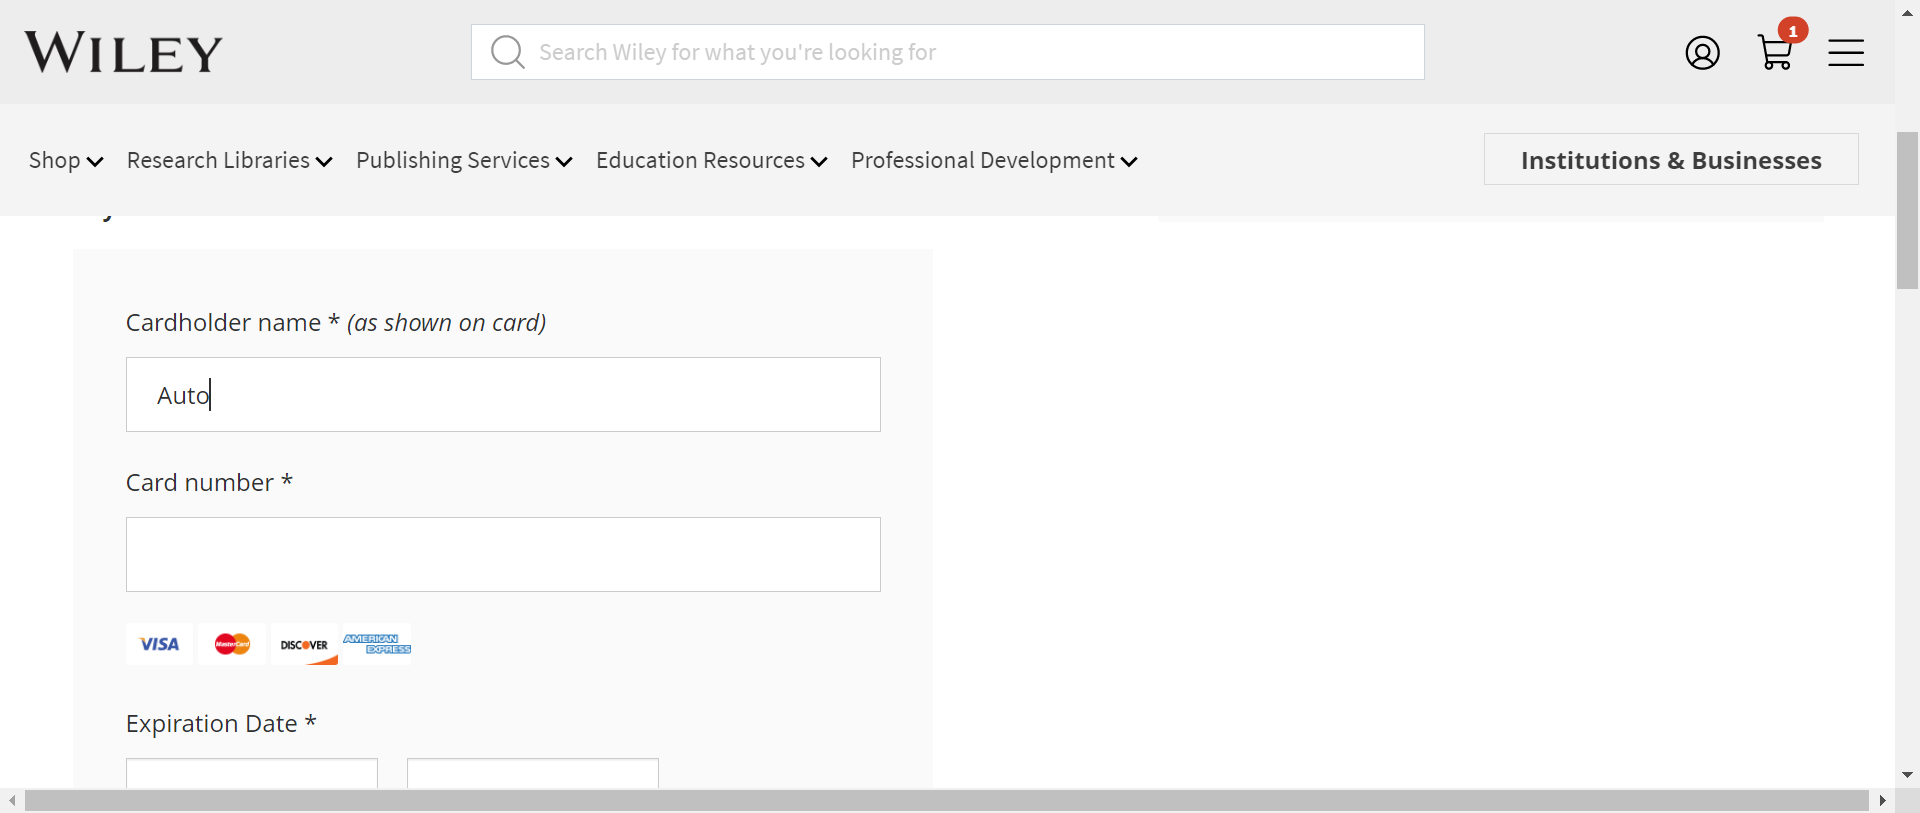 WILEY
Search Wiley for what you're looking for
1
Shop Research Libraries Publishing Services Education Resources Professional Development Institutions & Businesses
Cardholder name * (as shown on card)
Auto
Card number *
VISA MasterCard DISCOVER AMERICAN EXPRESS
Expiration Date *